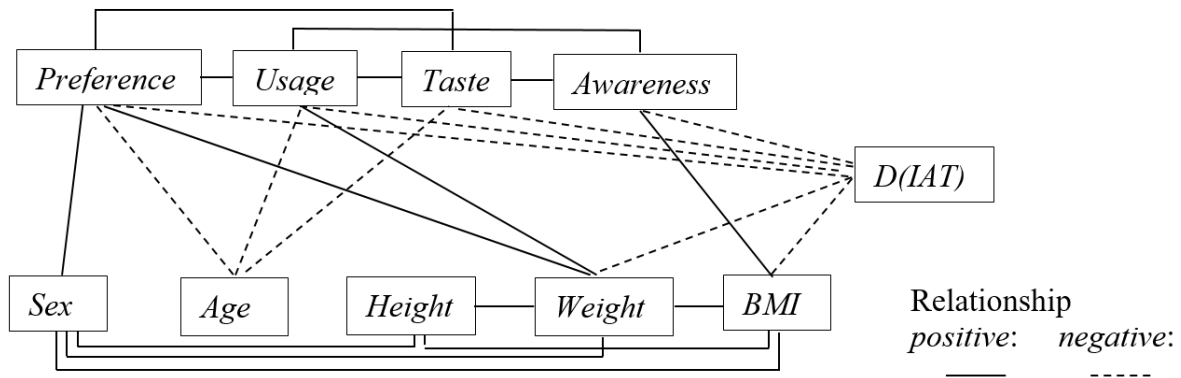 Preference Usage Taste Awareness
D(IAT)
Sex Age Height Weight BMI
Relationship
positive: negative: